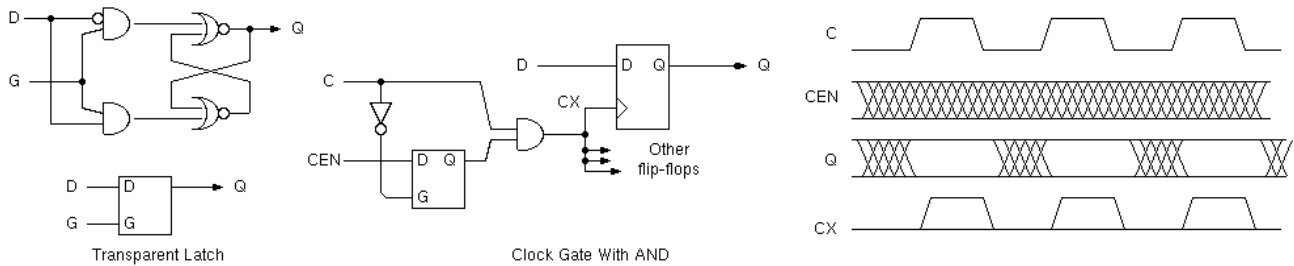 D
Q
G
D
D
Q
G
G
Transparent Latch
C
CEN
D
Q
G
CX
D
D
Q
Q
Other
flip-flops
Clock Gate With AND
C
CEN
Q
CX